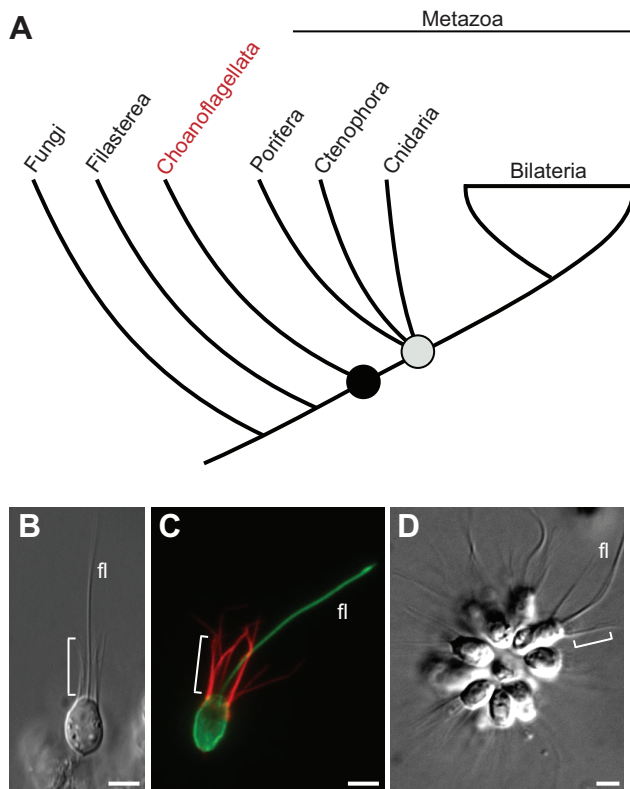 A
Metazoa
Fungi
Filasterea
Choanoflagellata
Porifera
Ctenophora
Cnidaria
Bilateria
B
fl
C
fl
D
fl